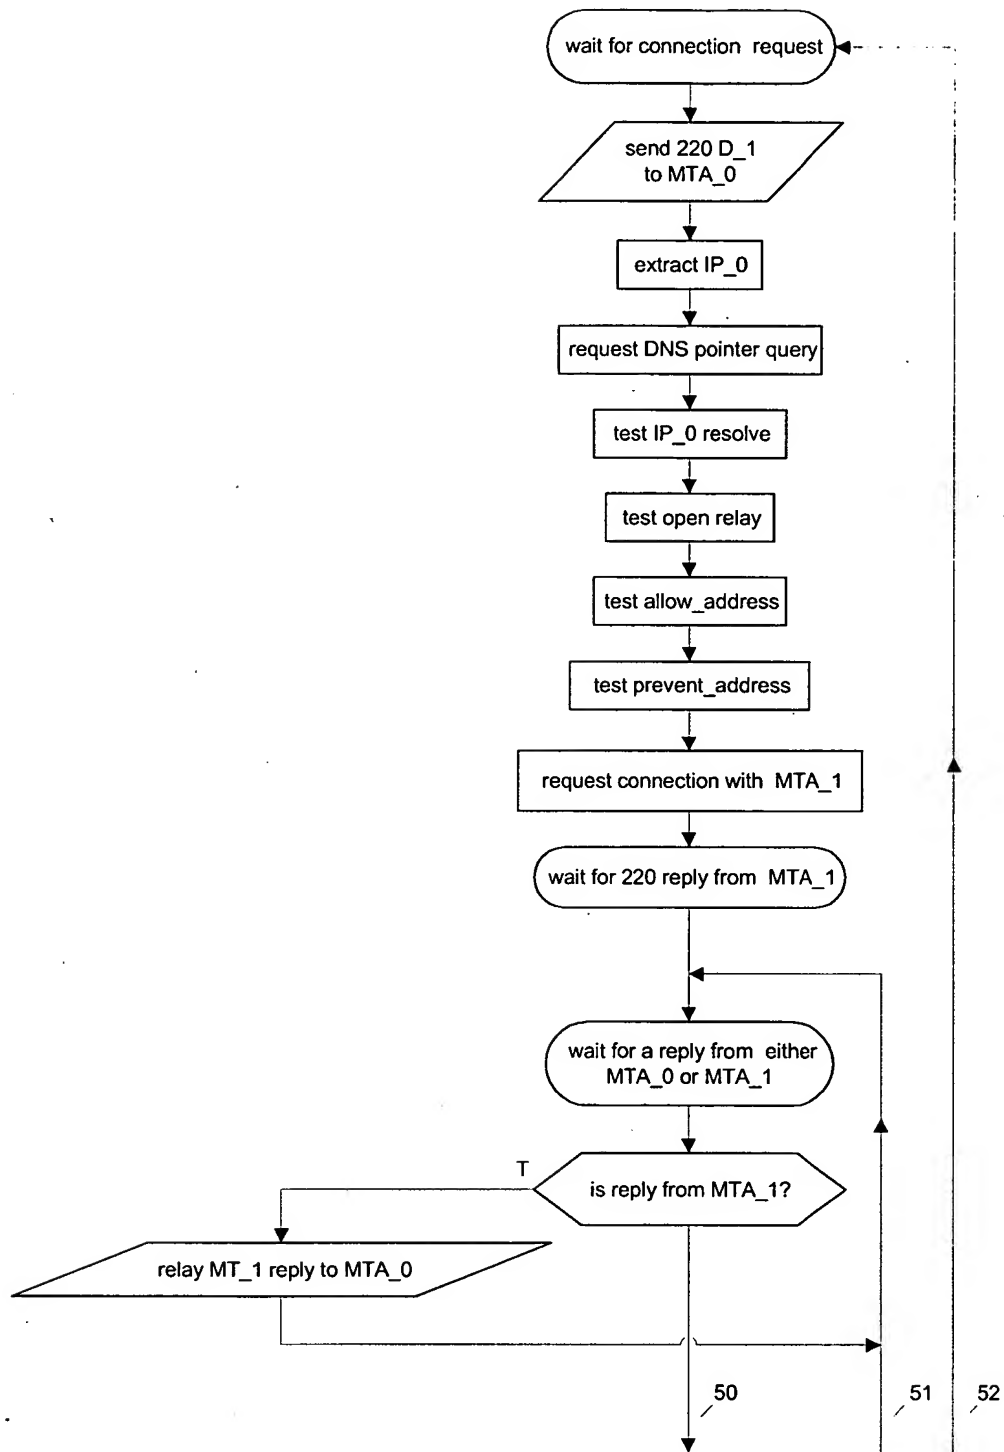 wait for connection request
send 220 D_1
to MTA_0
extract IP_0
request DNS pointer query
test IP_0 resolve
test open relay
test allow_address
test prevent_address
request connection with MTA_1
wait for 220 reply from MTA_1
wait for a reply from either
MTA_0 or MTA_1
T
is reply from MTA_1?
relay MT_1 reply to MTA_0
50
51
52